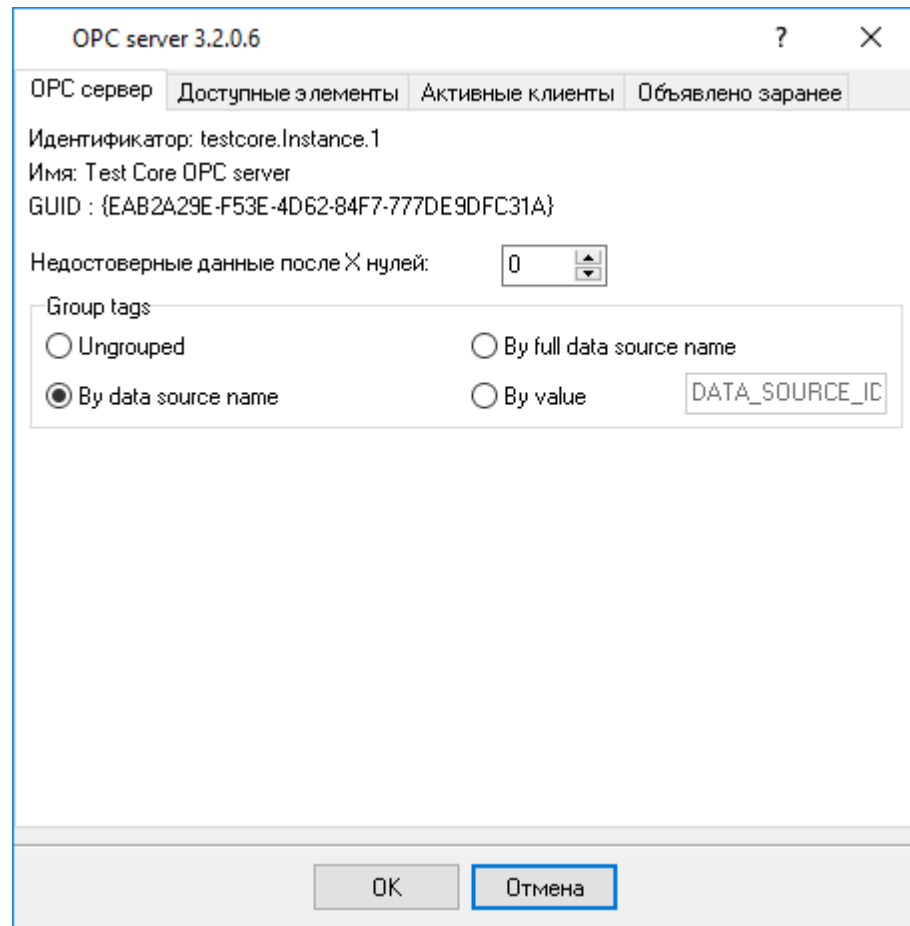 OPC server 3.2.0.6 ?
OPC сервер Доступные элементы Активные клиенты Объявлено заранее
Идентификатор: testcore.Instance.1
Имя: Test Core OPC server
GUID : {EAB2A29E-F53E-4D62-84F7-777DE9DFC31A}
Недостоверные данные после X нулей: 0
Group tags
Ungrouped By full data source name
By data source name By value DATA_SOURCE_ID
OK Отмена